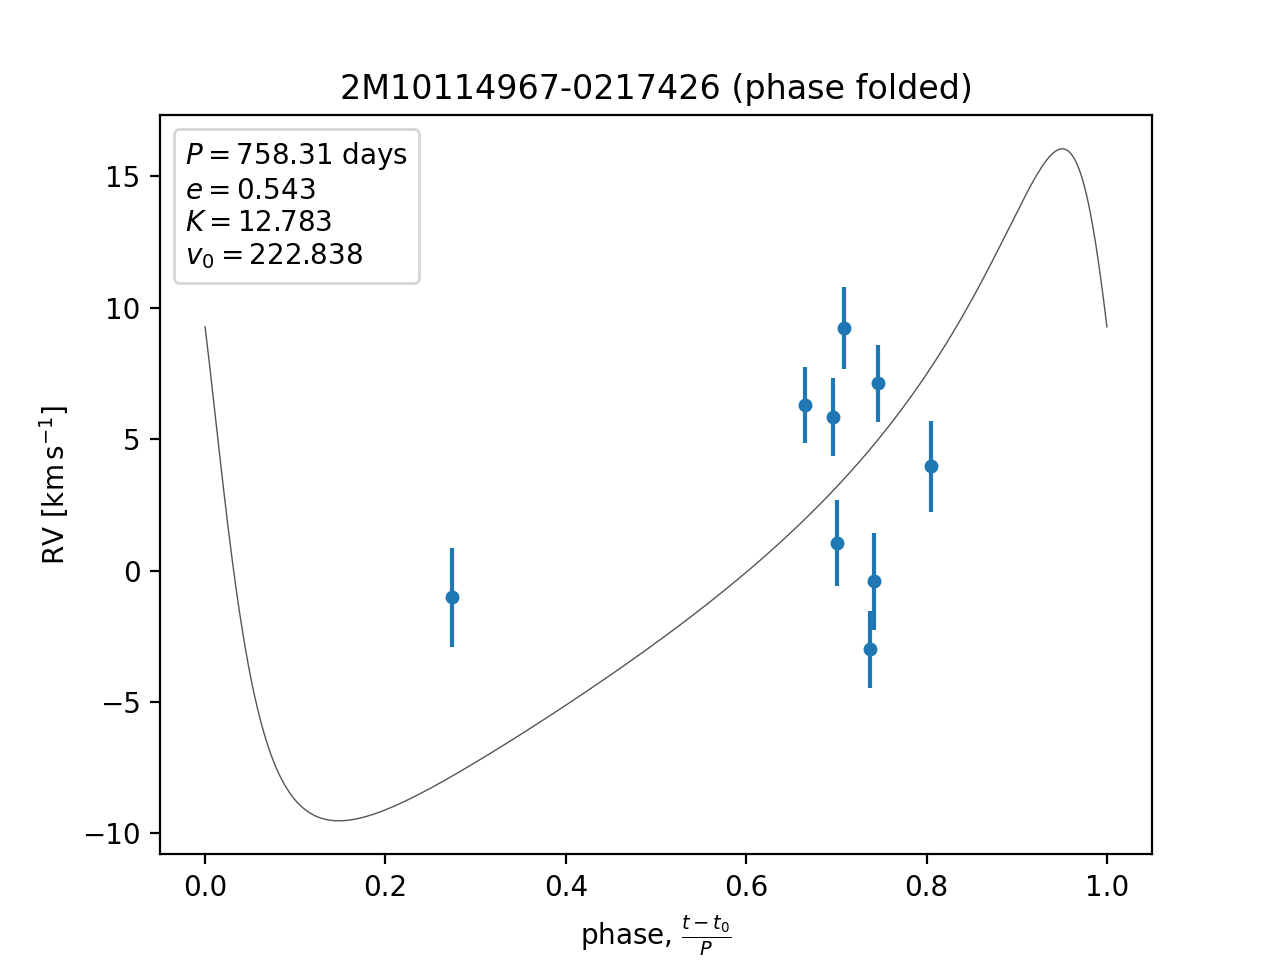 2M10114967-0217426 (phase folded)
P = 758.31 days
e = 0.543
K = 12.783
v₀ = 222.838
15
10
5
0
−5
−10
RV [km s⁻¹]
0.0 0.2 0.4 0.6 0.8 1.0
phase, (t − t₀)/P